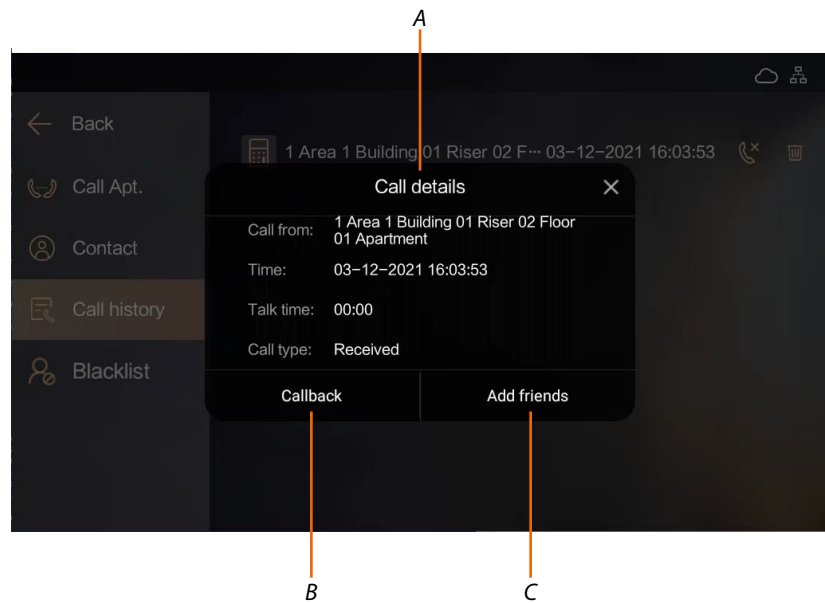 A
Back
1 Area 1 Building 01 Riser 02 F··· 03-12-2021 16:03:53
Call Apt.
Call details
Call from: 1 Area 1 Building 01 Riser 02 Floor
01 Apartment
Contact
Time: 03-12-2021 16:03:53
Call history
Talk time: 00:00
Call type: Received
Blacklist
Callback Add friends
B C